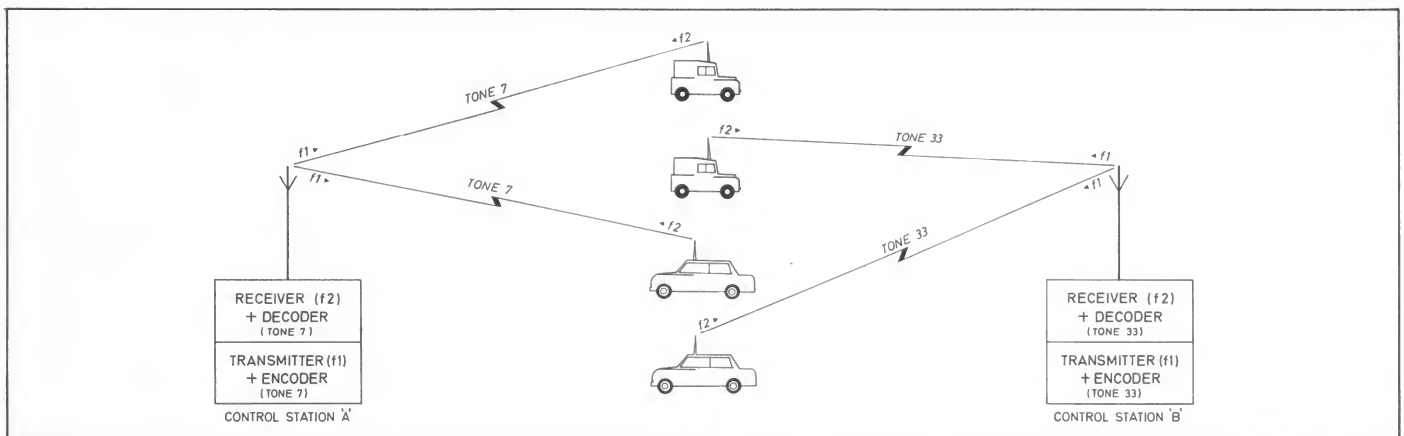 ◂f2
TONE 7
f2▸
TONE 33
f1▸
◂f1
f1▸
◂f1
TONE 7
◂f2
TONE 33
RECEIVER (f2)
+ DECODER
(TONE 7)
TRANSMITTER (f1)
+ ENCODER
(TONE 7)
CONTROL STATION 'A'
f2▸
RECEIVER (f2)
+ DECODER
(TONE 33)
TRANSMITTER (f1)
+ ENCODER
(TONE 33)
CONTROL STATION 'B'